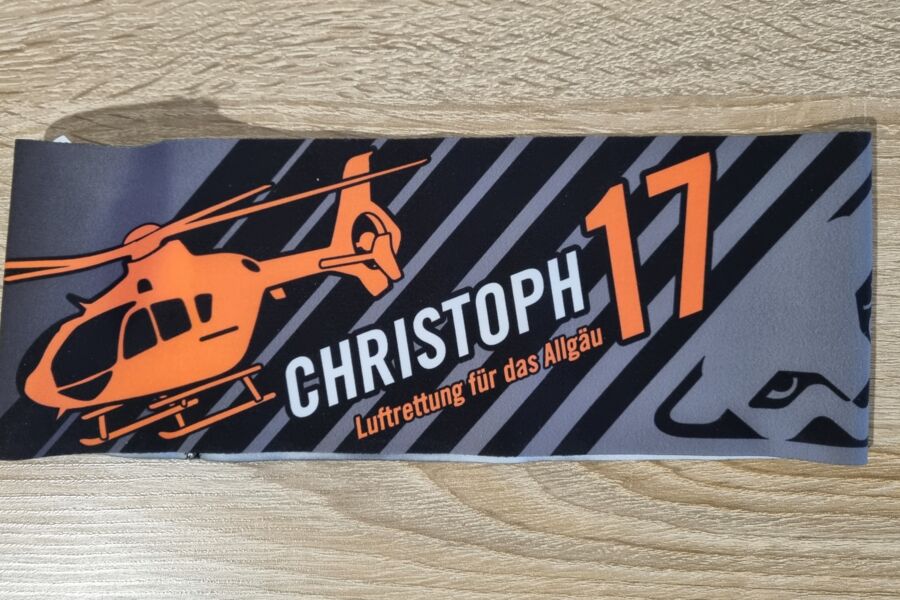 CHRISTOPH 17
Luftrettung für das Allgäu